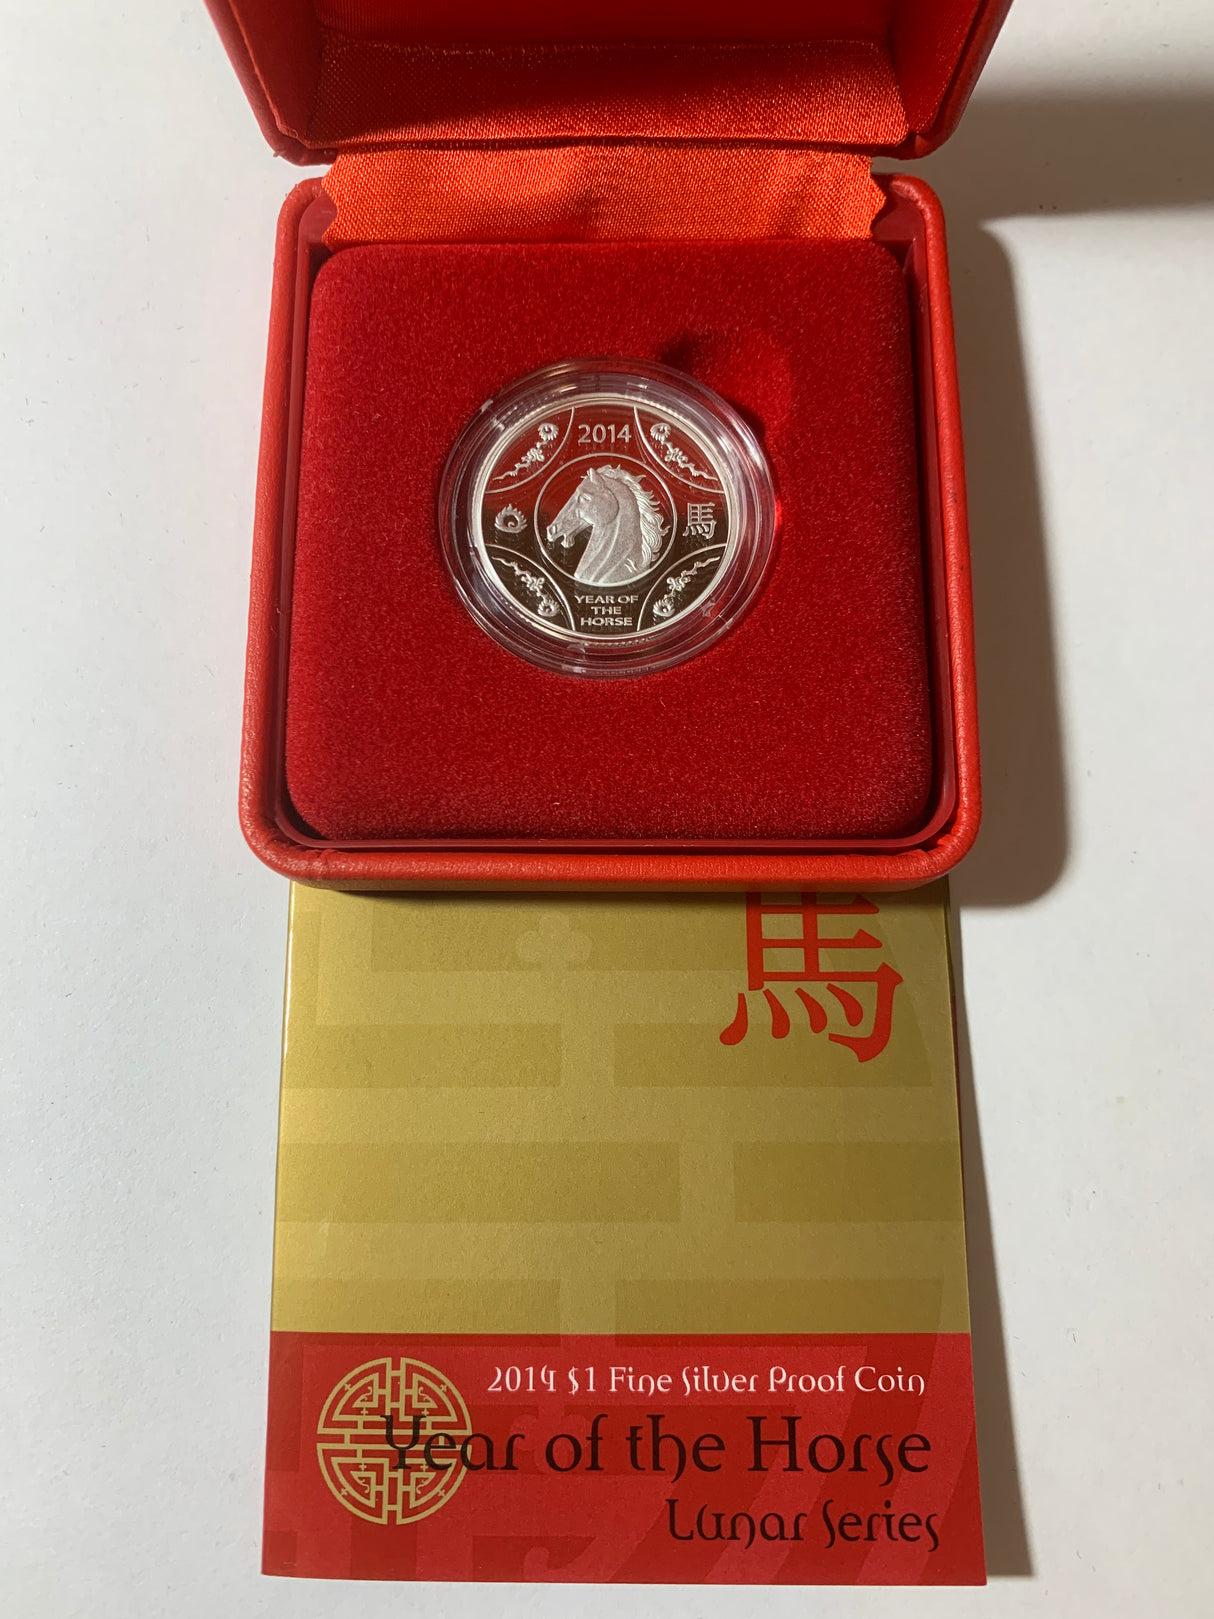 2014
馬
YEAR OF
THE
HORSE
馬
2014 $1 Fine Silver Proof Coin
Year of the Horse
Lunar Series